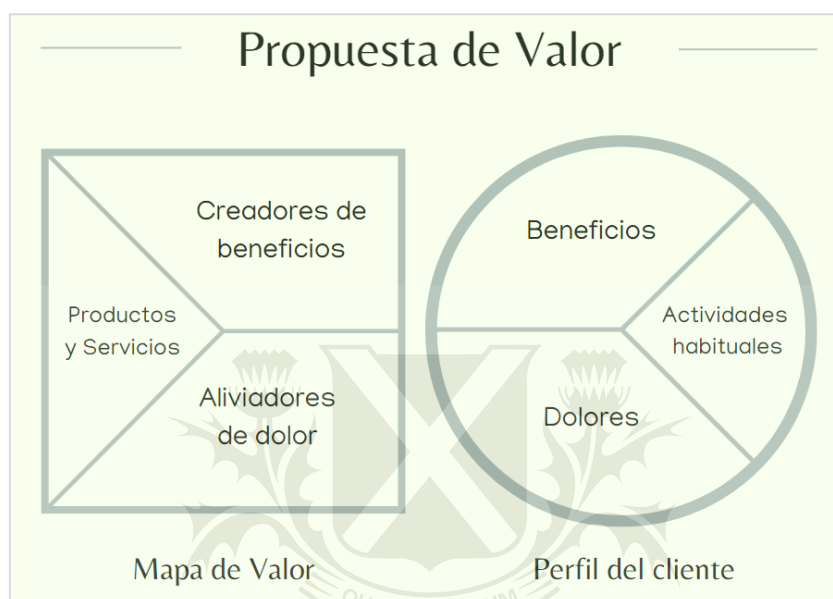 Propuesta de Valor
Creadores de
beneficios
Productos
y Servicios
Aliviadores
de dolor
Beneficios
Actividades
habituales
Dolores
Mapa de Valor
Perfil del cliente